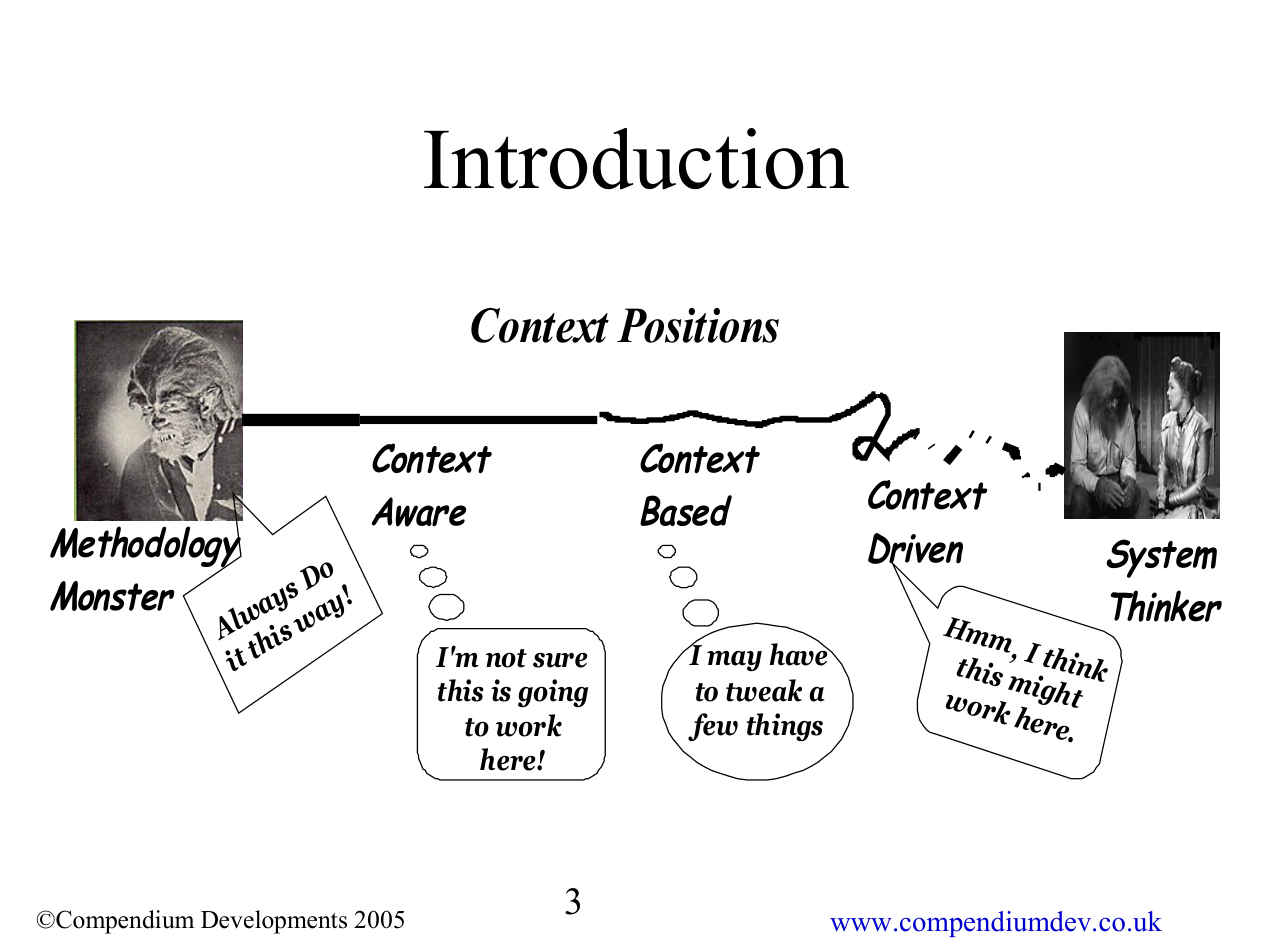 Introduction
Context Positions
Methodology
Monster
Always Do
it this way!
Context
Aware
I'm not sure
this is going
to work
here!
Context
Based
I may have
to tweak a
few things
Context
Driven
Hmm, I think
this might
work here.
System
Thinker
©Compendium Developments 2005
3
www.compendiumdev.co.uk